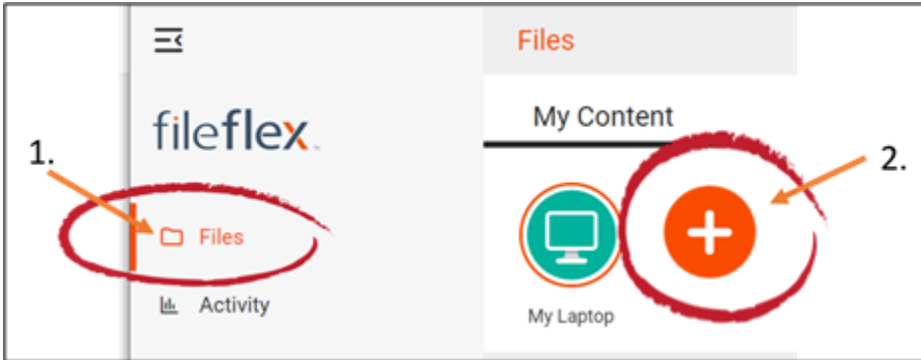 Files
My Content
fileflex
1.
2.
Files
Activity
My Laptop